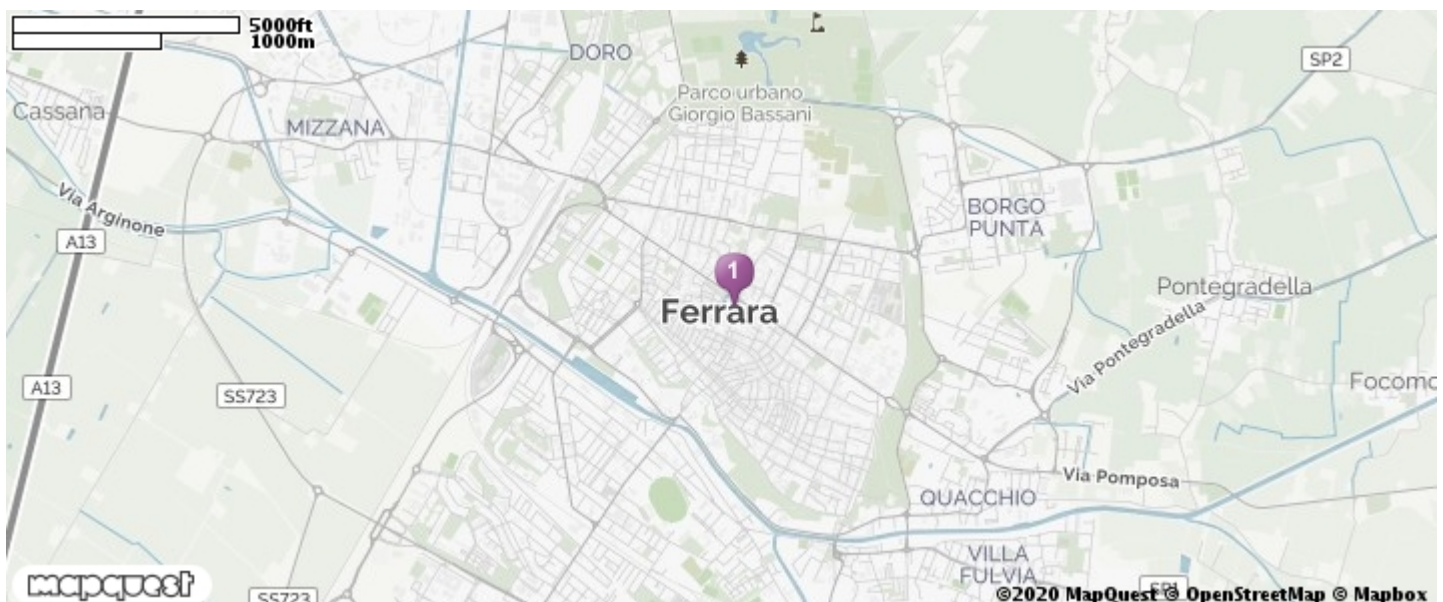 5000ft
1000m
DORO
SP2
Parco urbano
Giorgio Bassani
Cassana
MIZZANA
Via Arginone
BORGO
PUNTA
A13
1
Pontegradella
Ferrara
Via Pontegradella
A13
SS723
Focomo
Via Pomposa
QUACCHIO
VILLA
FULVIA
mapquest
SS723
SP1
©2020 MapQuest © OpenStreetMap © Mapbox